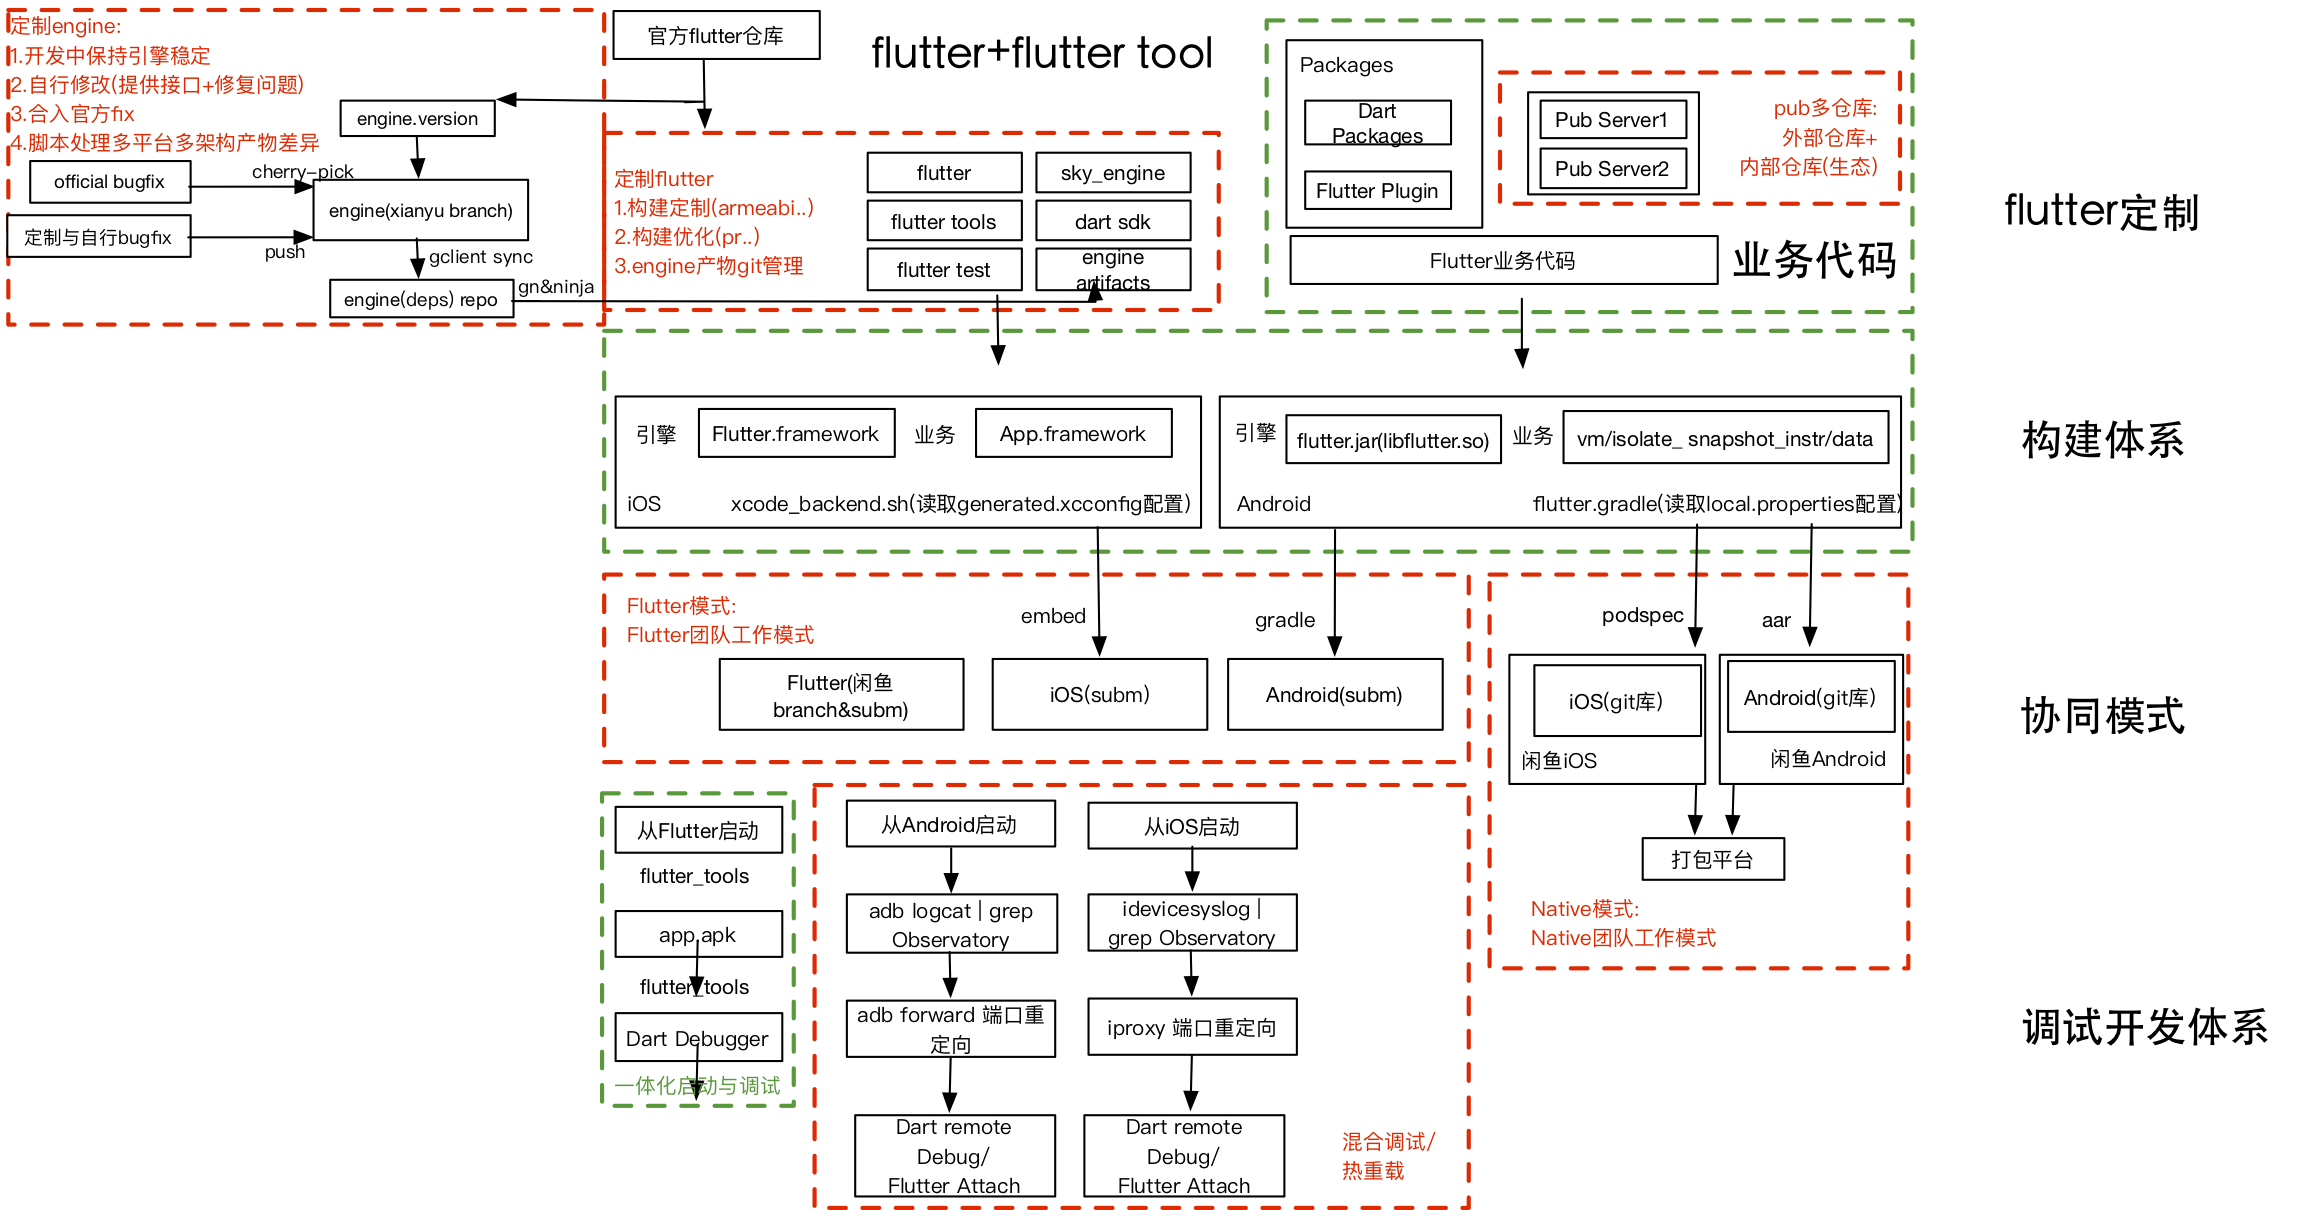 定制engine:
1.开发中保持引擎稳定
2.自行修改(提供接口+修复问题)
3.合入官方fix
4.脚本处理多平台多架构产物差异
engine.version
official bugfix
cherry-pick
engine(xianyu branch)
定制与自行bugfix
push
gclient sync
engine(deps) repo
gn&ninja
官方flutter仓库
flutter+flutter tool
定制flutter
1.构建定制(armeabi..)
2.构建优化(pr..)
3.engine产物git管理
flutter
sky_engine
flutter tools
dart sdk
flutter test
engine
artifacts
Packages
Dart
Packages
Flutter Plugin
Pub Server1
Pub Server2
pub多仓库:
外部仓库+
内部仓库(生态)
Flutter业务代码
业务代码
flutter定制
引擎
Flutter.framework
业务
App.framework
iOS
xcode_backend.sh(读取generated.xcconfig配置)
引擎
flutter.jar(libflutter.so)
业务
vm/isolate_ snapshot_instr/data
Android
flutter.gradle(读取local.properties配置)
构建体系
Flutter模式:
Flutter团队工作模式
embed
gradle
Flutter(闲鱼
branch&subm)
iOS(subm)
Android(subm)
podspec
aar
iOS(git库)
闲鱼iOS
Android(git库)
闲鱼Android
打包平台
Native模式:
Native团队工作模式
协同模式
从Flutter启动
flutter_tools
app.apk
flutter_tools
Dart Debugger
一体化启动与调试
从Android启动
adb logcat | grep
Observatory
adb forward 端口重
定向
Dart remote
Debug/
Flutter Attach
从iOS启动
idevicesyslog |
grep Observatory
iproxy 端口重定向
Dart remote
Debug/
Flutter Attach
混合调试/
热重载
调试开发体系